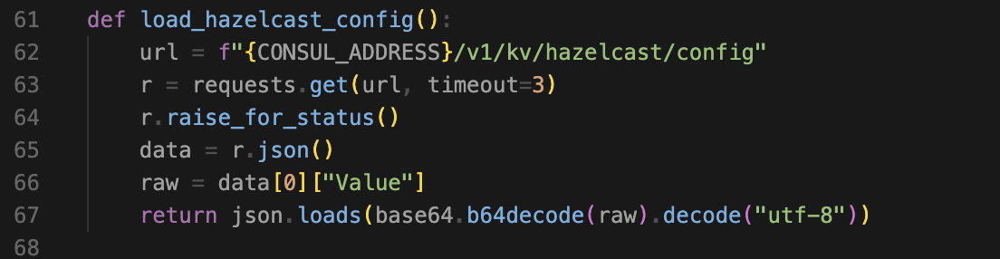 61 def load_hazelcast_config():
62     url = f"{CONSUL_ADDRESS}/v1/kv/hazelcast/config"
63     r = requests.get(url, timeout=3)
64     r.raise_for_status()
65     data = r.json()
66     raw = data[0]["Value"]
67     return json.loads(base64.b64decode(raw).decode("utf-8"))
68